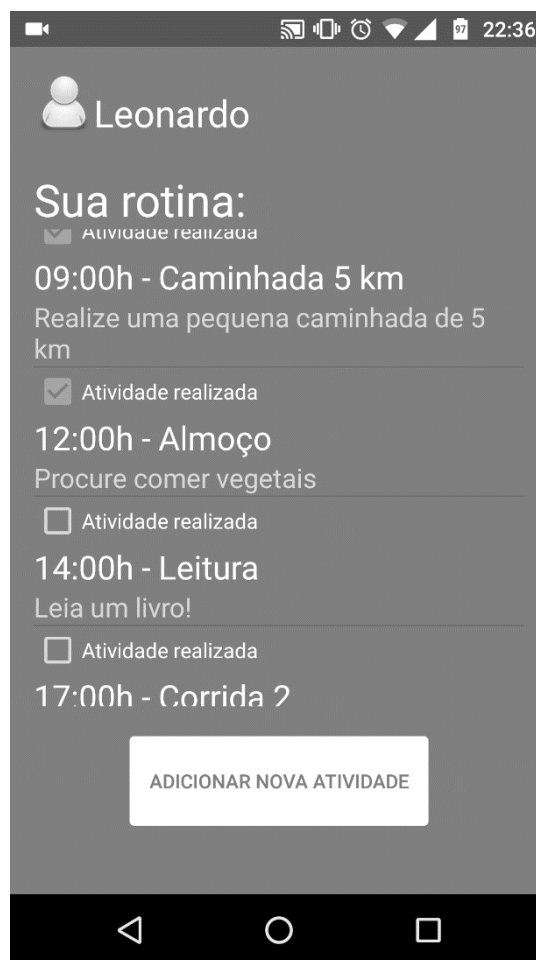 97 22:36
Leonardo
Sua rotina:
Atividade realizada
09:00h - Caminhada 5 km
Realize uma pequena caminhada de 5
km
Atividade realizada
12:00h - Almoço
Procure comer vegetais
Atividade realizada
14:00h - Leitura
Leia um livro!
Atividade realizada
17:00h - Corrida 2
ADICIONAR NOVA ATIVIDADE